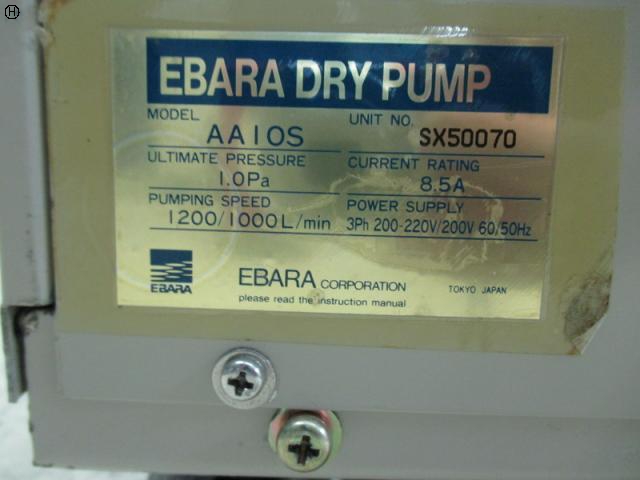 H
EBARA DRY PUMP
MODEL
UNIT NO.
AA10S
SX50070
ULTIMATE PRESSURE
CURRENT RATING
1.0Pa
8.5A
PUMPING SPEED
POWER SUPPLY
1200/1000L/min
3Ph 200-220V/200V 60/50Hz
EBARA
EBARA CORPORATION
TOKYO JAPAN
please read the instruction manual